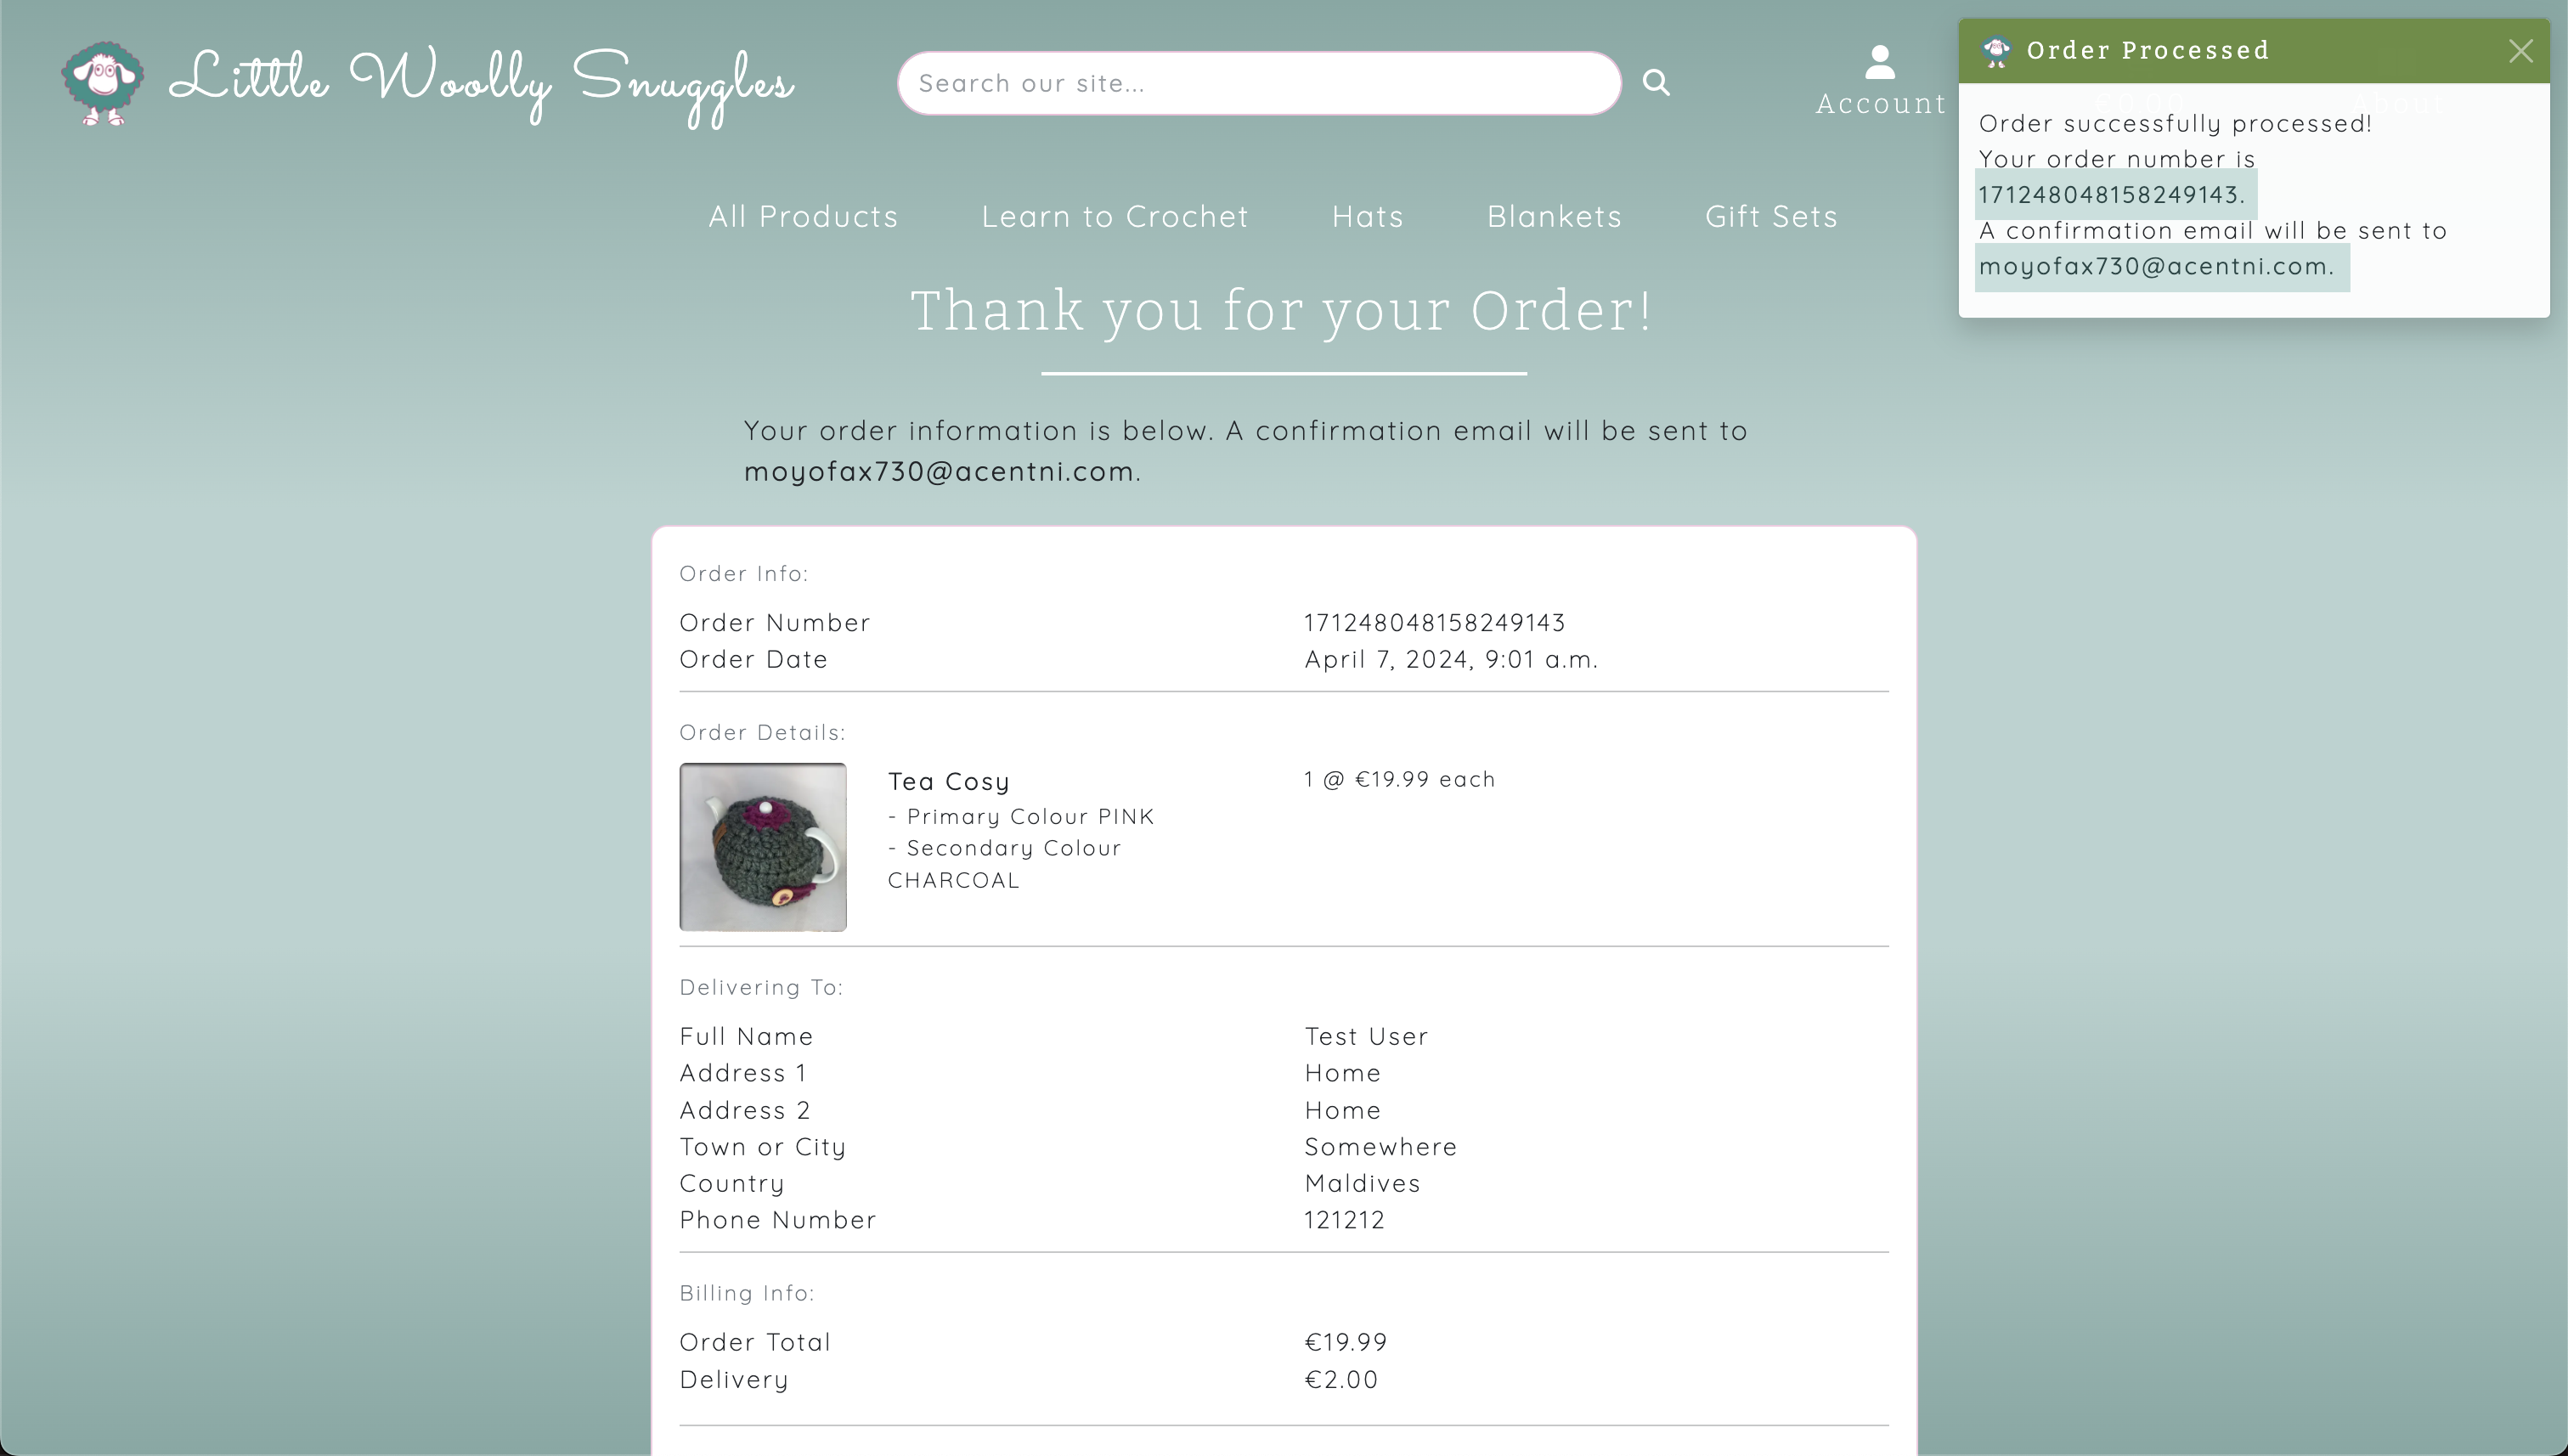 Little Woolly Snuggles
Search our site...
Account
All Products
Learn to Crochet
Hats
Blankets
Gift Sets
Order Processed
Order successfully processed!
Your order number is
171248048158249143.
A confirmation email will be sent to
moyofax730@acentni.com.
Thank you for your Order!
Your order information is below. A confirmation email will be sent to
moyofax730@acentni.com.
Order Info:
Order Number 171248048158249143
Order Date April 7, 2024, 9:01 a.m.
Order Details:
Tea Cosy 1 @ €19.99 each
- Primary Colour PINK
- Secondary Colour
CHARCOAL
Delivering To:
Full Name Test User
Address 1 Home
Address 2 Home
Town or City Somewhere
Country Maldives
Phone Number 121212
Billing Info:
Order Total €19.99
Delivery €2.00